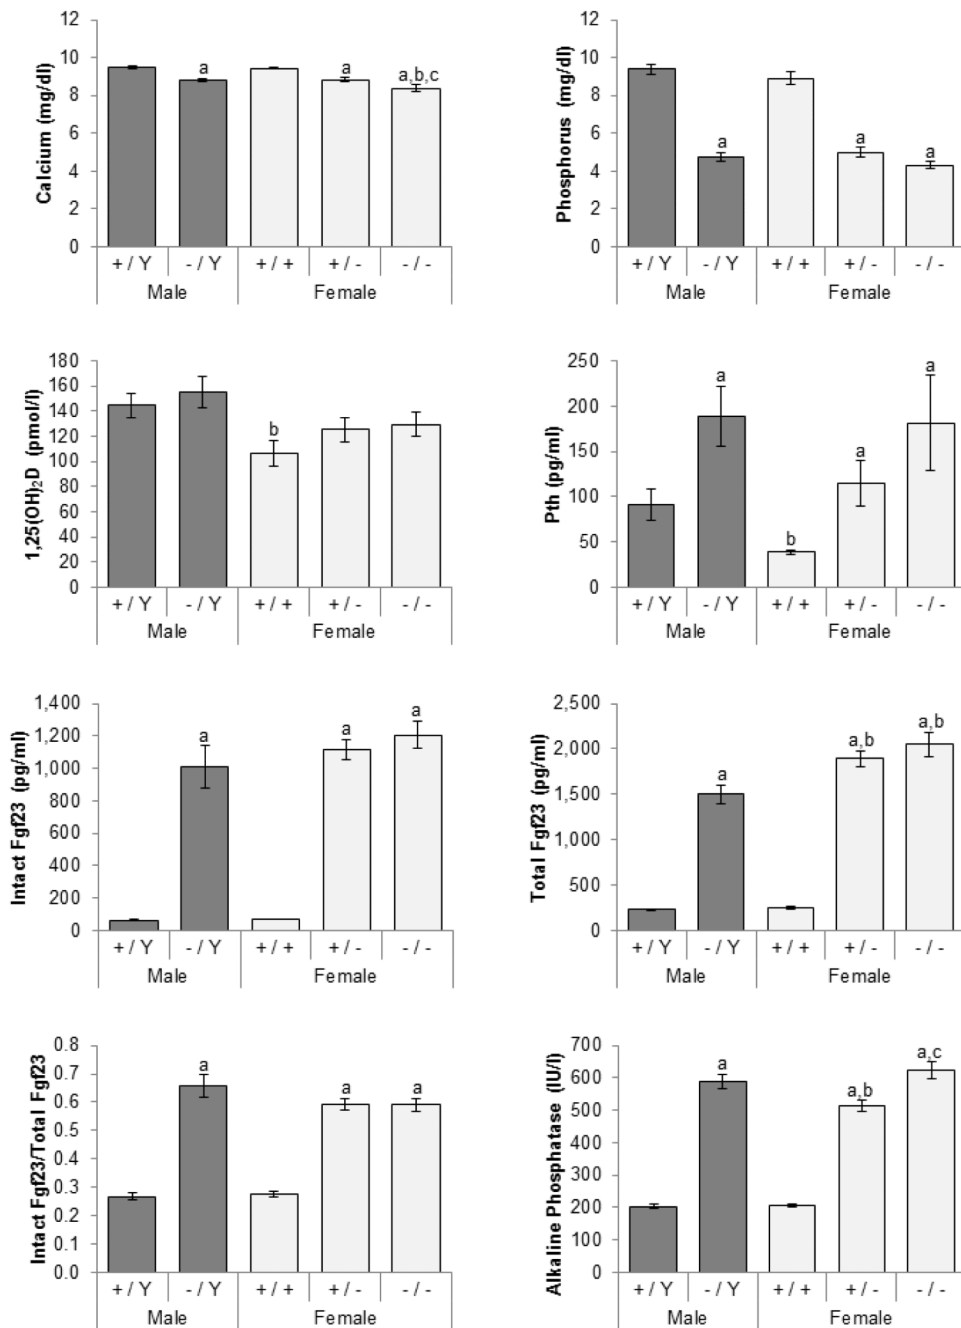 Calcium (mg/dl)
12
10
8
6
4
2
0
a
a
a,b,c
+ / Y - / Y + / + + / - - / -
Male Female
Phosphorus (mg/dl)
12
10
8
6
4
2
0
a
a
a
+ / Y - / Y + / + + / - - / -
Male Female
1,25(OH)₂D (pmol/l)
180
160
140
120
100
80
60
40
20
0
b
+ / Y - / Y + / + + / - - / -
Male Female
Pth (pg/ml)
250
200
150
100
50
0
a
b
a
a
+ / Y - / Y + / + + / - - / -
Male Female
Intact Fgf23 (pg/ml)
1,400
1,200
1,000
800
600
400
200
0
a
a
a
+ / Y - / Y + / + + / - - / -
Male Female
Total Fgf23 (pg/ml)
2,500
2,000
1,500
1,000
500
0
a
a,b
a,b
+ / Y - / Y + / + + / - - / -
Male Female
Intact Fgf23/Total Fgf23
0.8
0.7
0.6
0.5
0.4
0.3
0.2
0.1
0.0
a
a
a
+ / Y - / Y + / + + / - - / -
Male Female
Alkaline Phosphatase (IU/l)
700
600
500
400
300
200
100
0
a
a,b
a,c
+ / Y - / Y + / + + / - - / -
Male Female